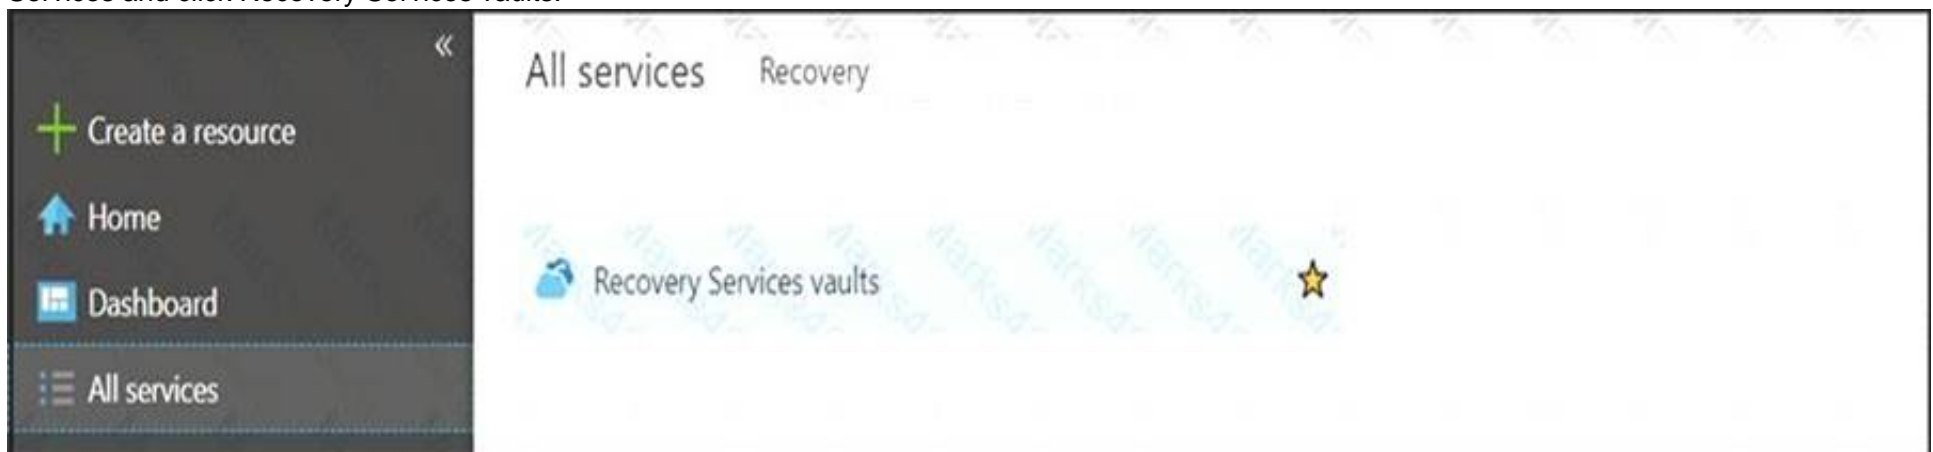 Services and click Recovery Services vaults.
«
All services Recovery
Create a resource
Home
Recovery Services vaults
Dashboard
All services